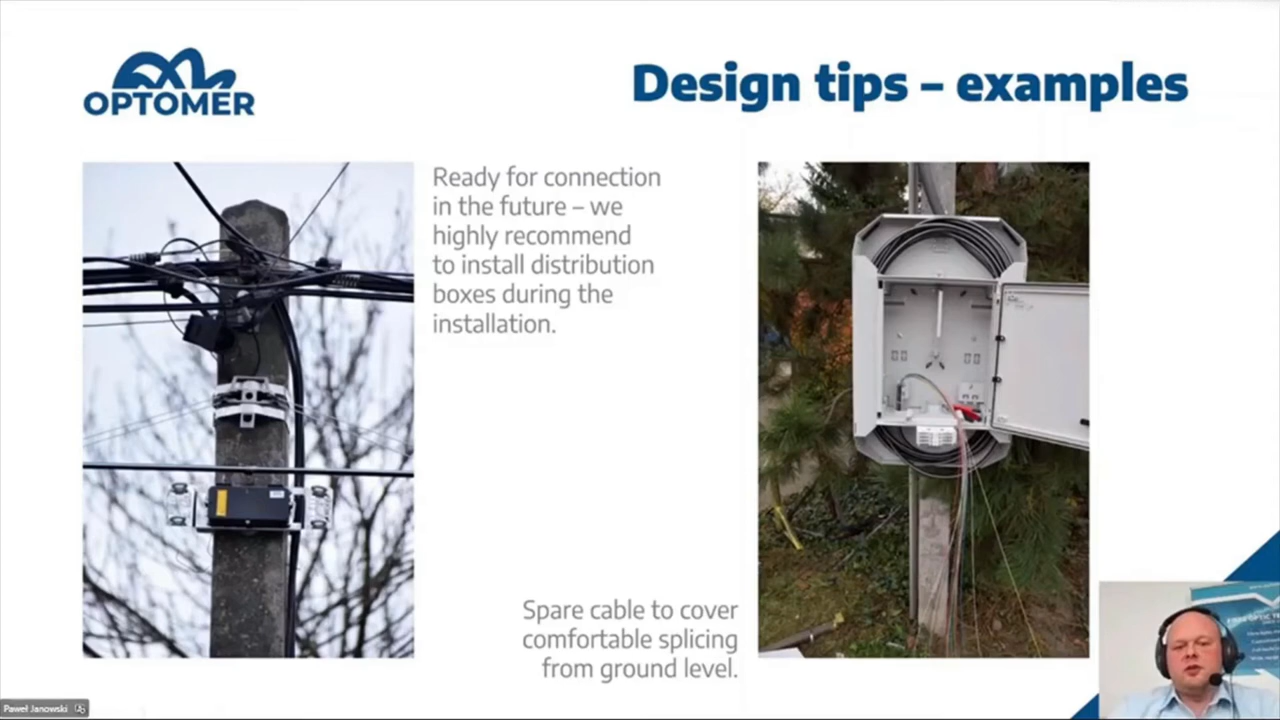 OPTOMER
Design tips – examples
Ready for connection
in the future – we
highly recommend
to install distribution
boxes during the
installation.
Spare cable to cover
comfortable splicing
from ground level.
Paweł Janowski